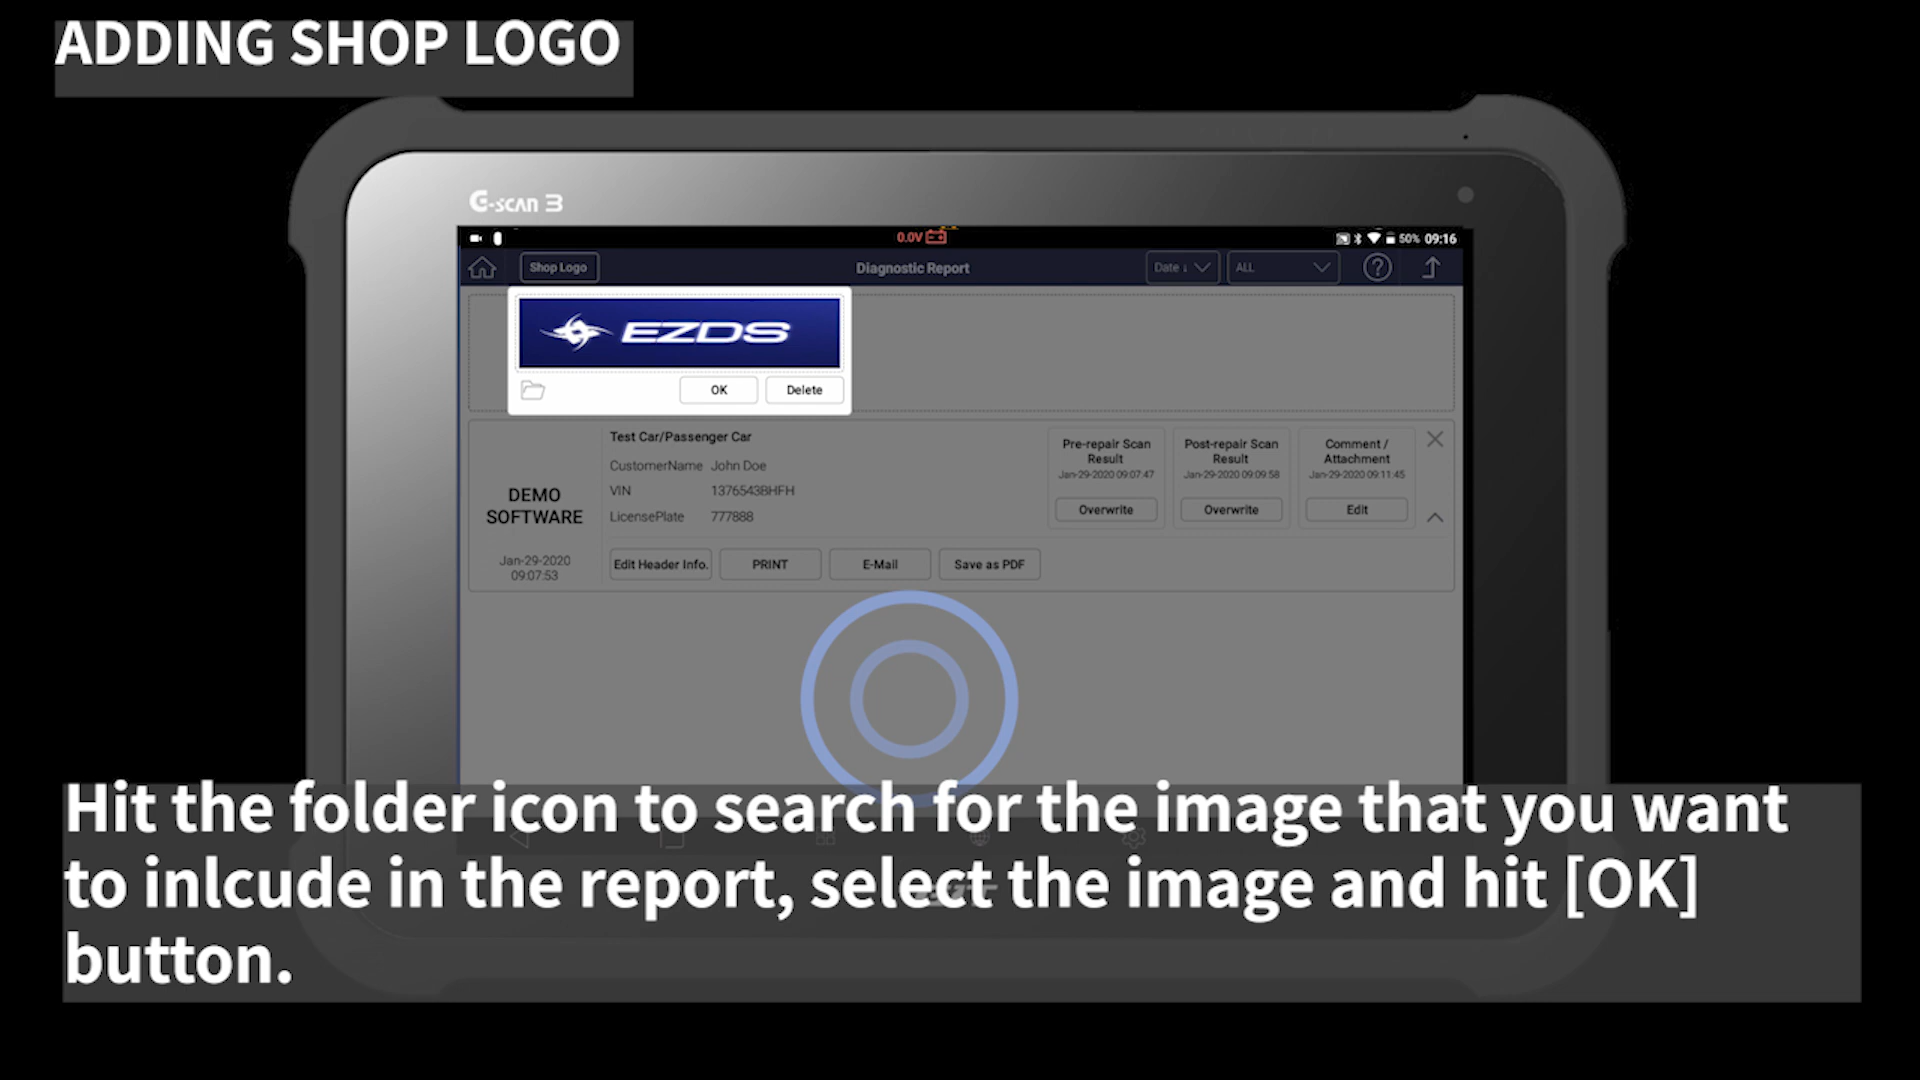 ADDING SHOP LOGO
G-scan 3
0.0V
50% 09:16
Shop Logo
Diagnostic Report
Date ↓
ALL
EZDS
OK
Delete
DEMO
SOFTWARE
Jan-29-2020
09:07:53
Test Car/Passenger Car
CustomerName John Doe
VIN 1376543BHFH
LicensePlate 777888
Pre-repair Scan
Result
Jan-29-2020 09:07:47
Overwrite
Post-repair Scan
Result
Jan-29-2020 09:09:58
Overwrite
Comment /
Attachment
Jan-29-2020 09:11:45
Edit
Edit Header Info.
PRINT
E-Mail
Save as PDF
Hit the folder icon to search for the image that you want
to inlcude in the report, select the image and hit [OK]
button.